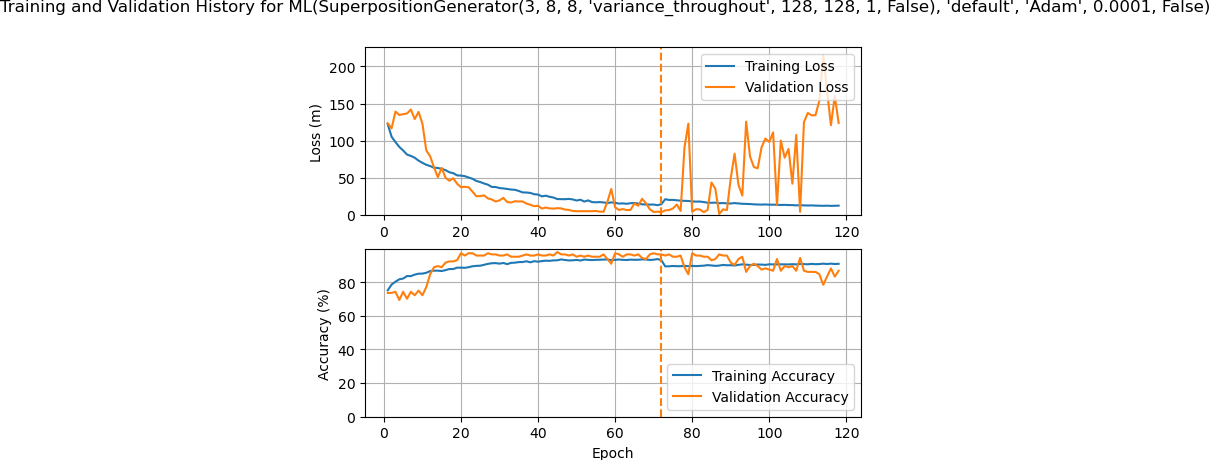 Training and Validation History for ML(SuperpositionGenerator(3, 8, 8, 'variance_throughput', 128, 128, 1, False), 'default', 'Adam', 0.0001, False)
200
150
100
50
0
Loss (m)
Training Loss
Validation Loss
0 20 40 60 80 100 120
80
60
40
20
0
Accuracy (%)
Training Accuracy
Validation Accuracy
0 20 40 60 80 100 120
Epoch